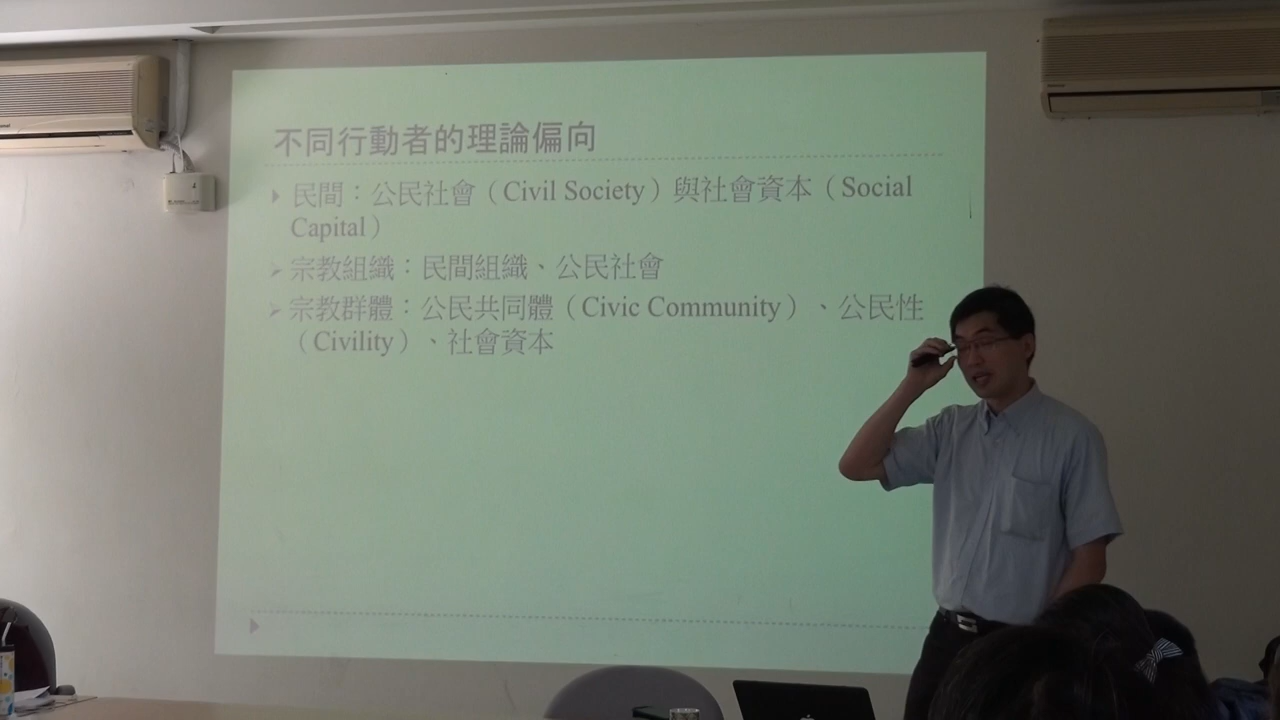 不同行動者的理論偏向
民間：公民社會（Civil Society）與社會資本（Social
Capital）
宗教組織：民間組織、公民社會
宗教群體：公民共同體（Civic Community）、公民性
（Civility）、社會資本